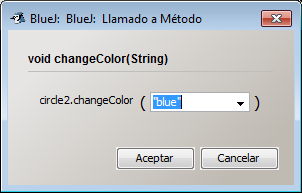 BlueJ: BlueJ: Llamado a Método
void changeColor(String)
circle2.changeColor ( "blue" )
Aceptar Cancelar